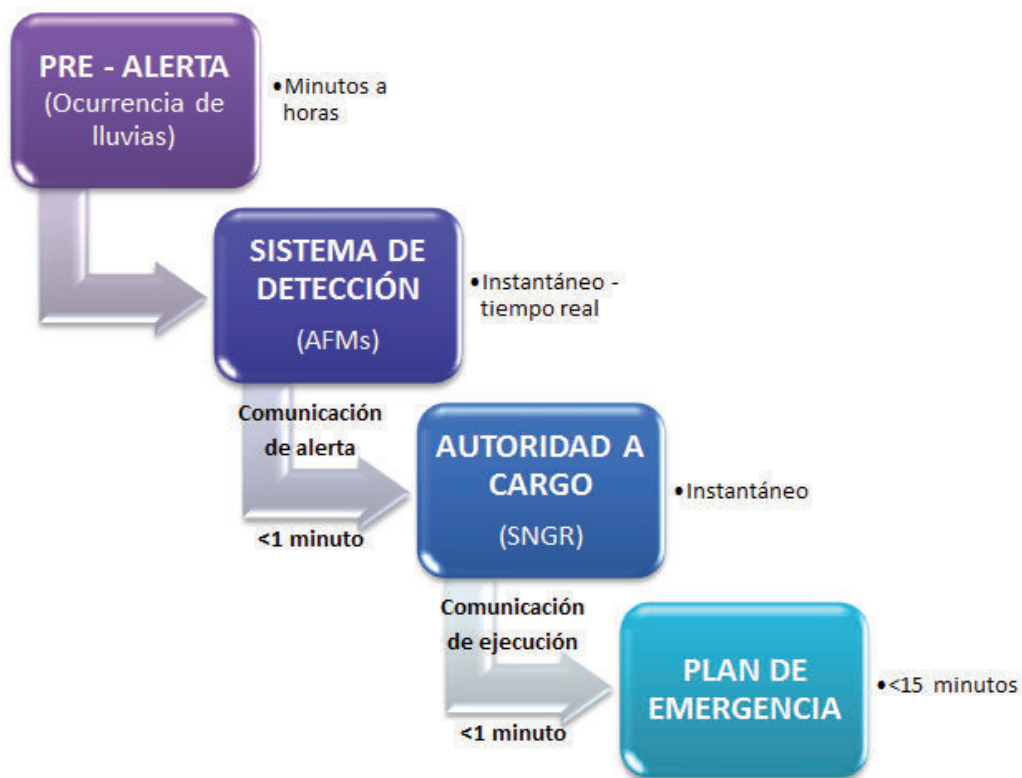 PRE - ALERTA
(Ocurrencia de
lluvias)
•Minutos a
horas
SISTEMA DE
DETECCIÓN
(AFMs)
•Instantáneo -
tiempo real
Comunicación
de alerta
<1 minuto
AUTORIDAD A
CARGO
(SNGR)
•Instantáneo
Comunicación
de ejecución
<1 minuto
PLAN DE
EMERGENCIA
•<15 minutos